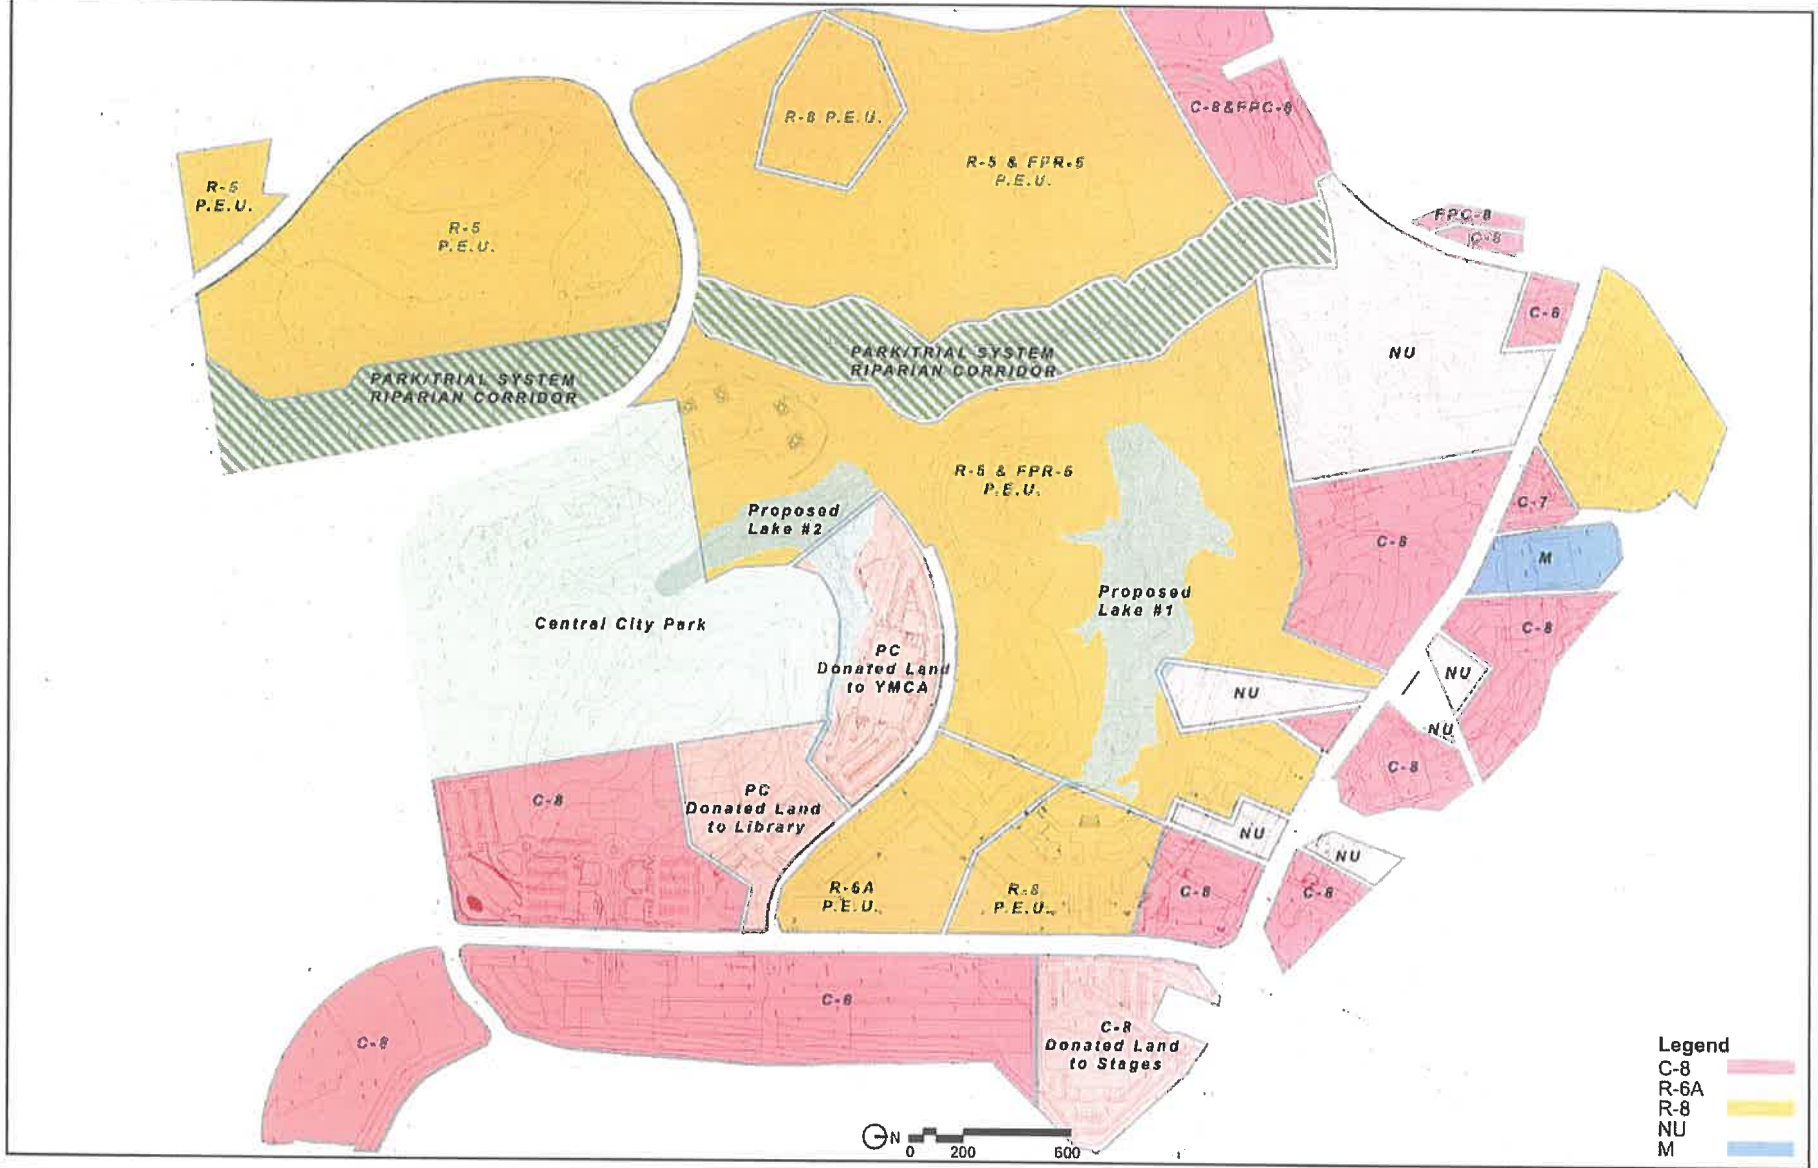 R-8 P.E.U.
C-8&FPC-8
R-5 & FPR-5
P.E.U.
R-5
P.E.U.
R-5
P.E.U.
FPC-8
C-8
C-8
NU
PARK/TRIAL SYSTEM
RIPARIAN CORRIDOR
PARK/TRIAL SYSTEM
RIPARIAN CORRIDOR
R-5 & FPR-5
P.E.U.
Proposed
Lake #2
C-7
C-8
M
Proposed
Lake #1
Central City Park
C-8
PC
Donated Land
to YMCA
NU
NU
NU
C-8
C-8
PC
Donated Land
to Library
NU
NU
R-6A
P.E.U.
R-8
P.E.U.
C-8
C-8
C-8
C-8
C-8
Donated Land
to Stages
N
0 200 600
Legend
C-8
R-6A
R-8
NU
M